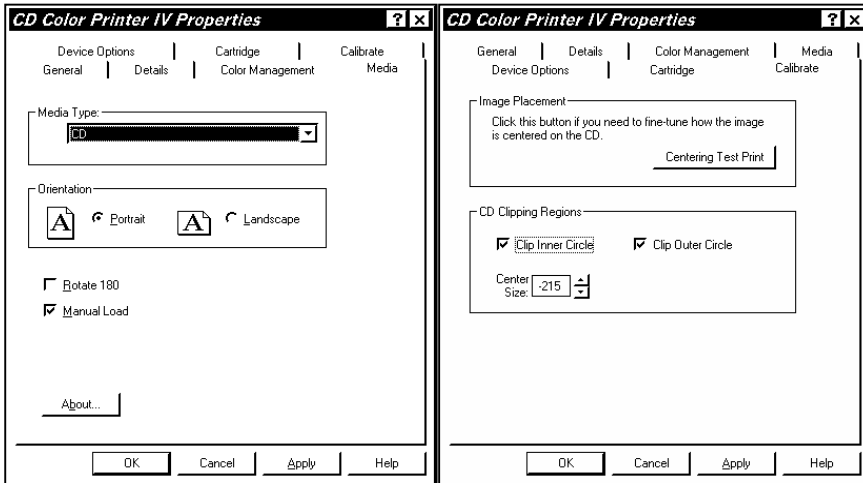 CD Color Printer IV Properties ? ×
Device Options Cartridge Calibrate
General Details Color Management Media
Media Type:
CD
Orientation
A Portrait A Landscape
Rotate 180
Manual Load
About...
OK Cancel Apply Help
CD Color Printer IV Properties ? ×
General Details Color Management Media
Device Options Cartridge Calibrate
Image Placement
Click this button if you need to fine-tune how the image
is centered on the CD.
Centering Test Print
CD Clipping Regions
Clip Inner Circle Clip Outer Circle
Center
Size: -215
OK Cancel Apply Help